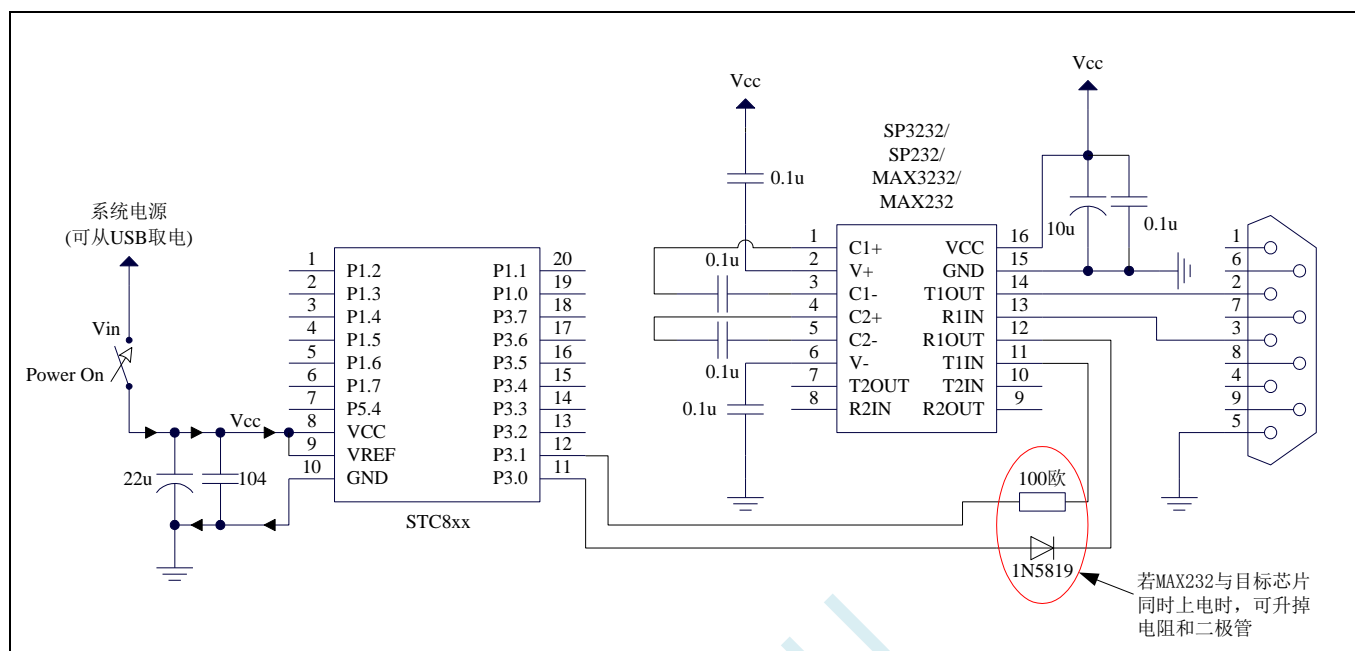 Vcc
Vcc
SP3232/
SP232/
MAX3232/
MAX232
0.1u
10u
0.1u
系统电源
(可从USB取电)
Vin
Power On
Vcc
22u
104
1 P1.2 P1.1 20
2 P1.3 P1.0 19
3 P1.4 P3.7 18
4 P1.5 P3.6 17
5 P1.6 P3.5 16
6 P1.7 P3.4 15
7 P5.4 P3.3 14
8 VCC P3.2 13
9 VREF P3.1 12
10 GND P3.0 11
STC8xx
0.1u
0.1u
0.1u
1 C1+ VCC 16
2 V+ GND 15
3 C1- T1OUT 14
4 C2+ R1IN 13
5 C2- R1OUT 12
6 V- T1IN 11
7 T2OUT T2IN 10
8 R2IN R2OUT 9
1
6
2
7
3
8
4
9
5
100欧
1N5819
若MAX232与目标芯片
同时上电时，可升掉
电阻和二极管